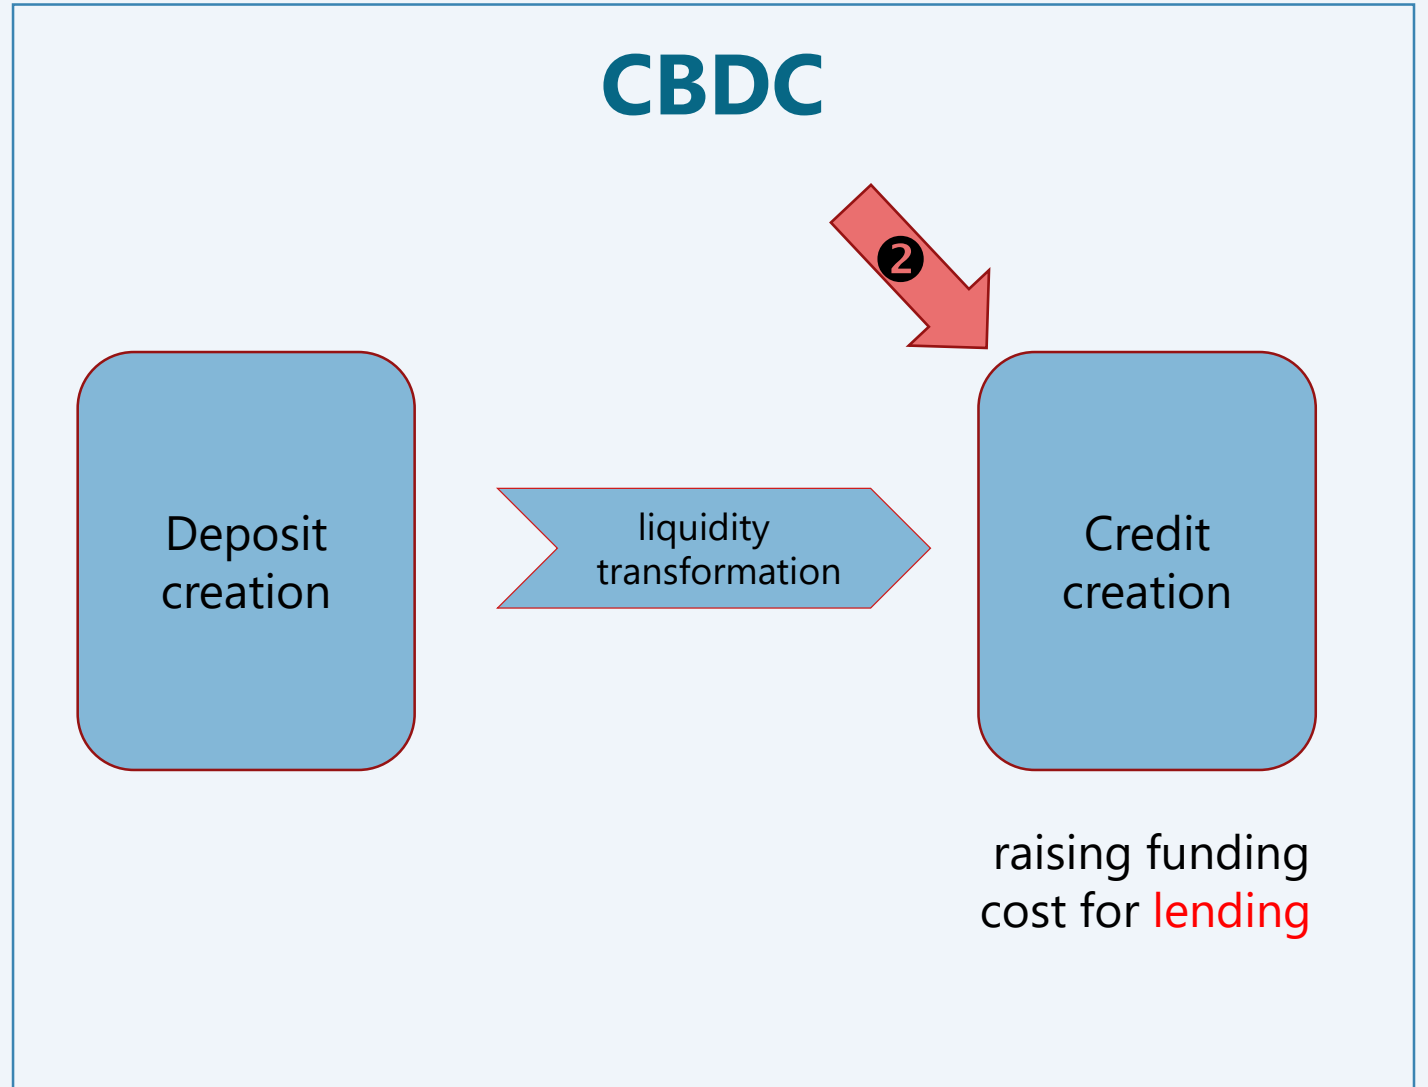 CBDC
❷
Deposit
creation
liquidity
transformation
Credit
creation
raising funding
cost for lending